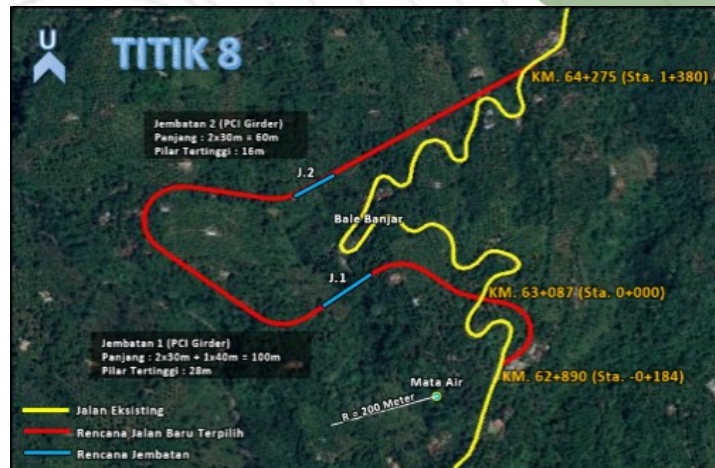 U
TITIK 8
KM. 64+275 (Sta. 1+380)
Jembatan 2 (PCI Girder)
Panjang : 2x30m = 60m
Pilar Tertinggi : 16m
J.2
Bale Banjar
J.1
KM. 63+087 (Sta. 0+000)
Jembatan 1 (PCI Girder)
Panjang : 2x30m + 1x40m = 100m
Pilar Tertinggi : 28m
KM. 62+890 (Sta. -0+184)
Mata Air
R = 200 Meter
Jalan Eksisting
Rencana Jalan Baru Terpilih
Rencana Jembatan